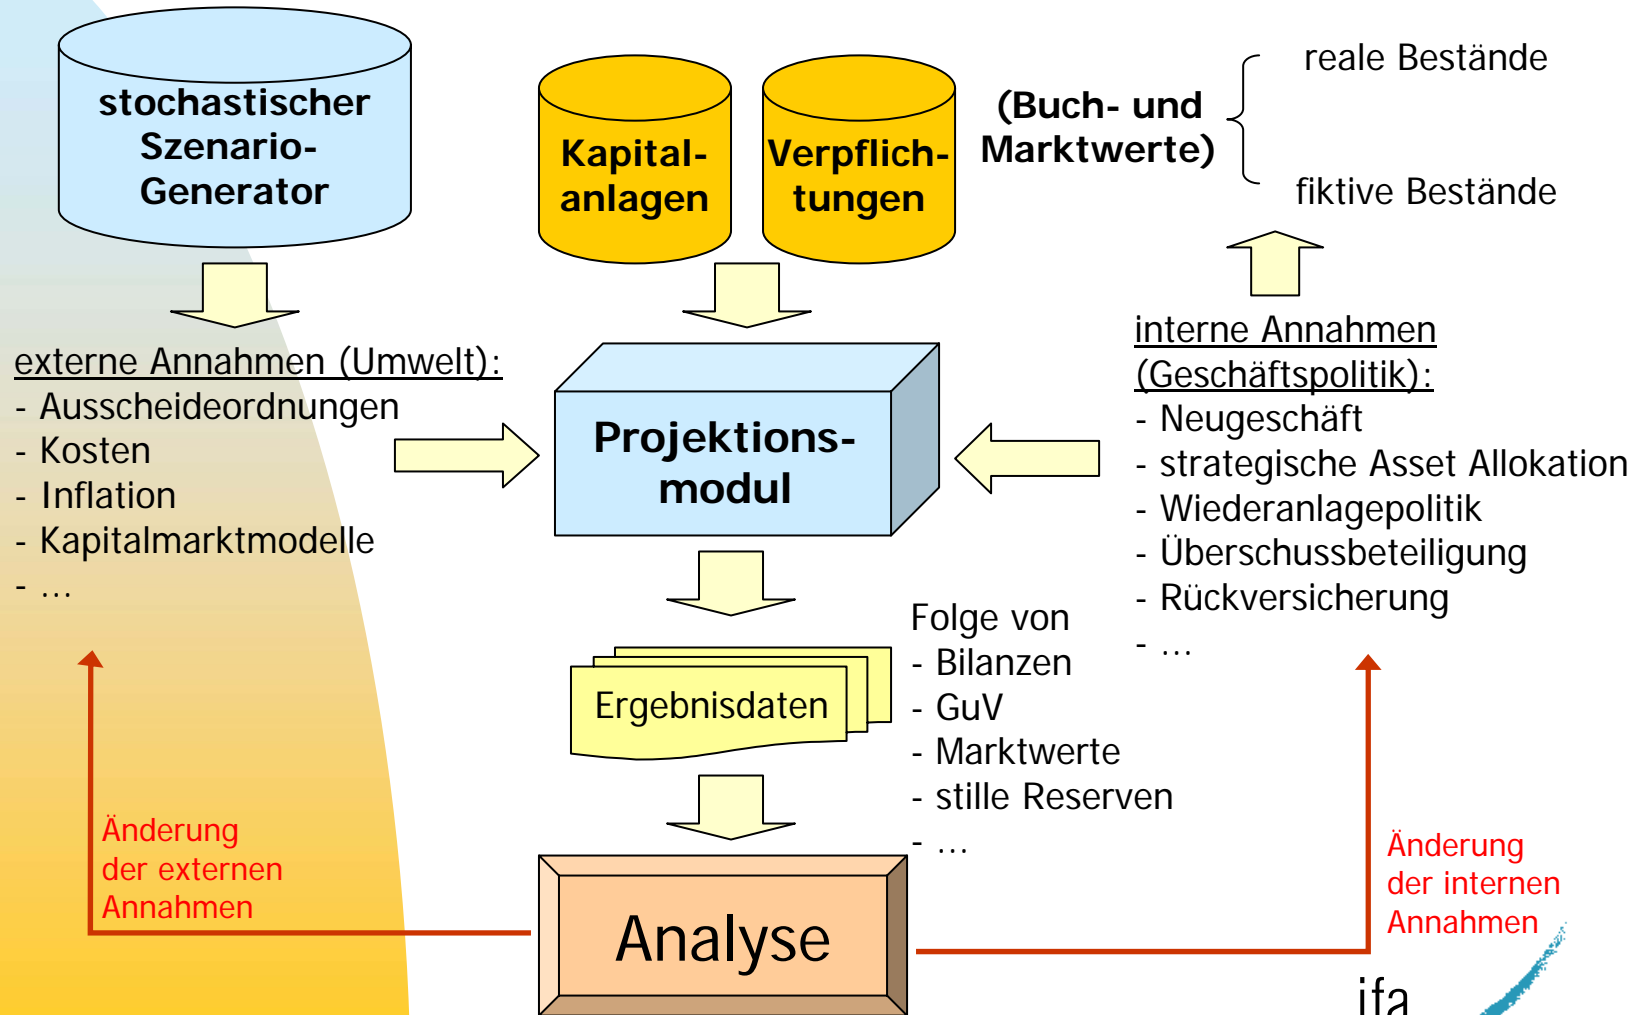 stochastischer
Szenario-
Generator
Kapital-
anlagen
Verpflich-
tungen
(Buch- und
Marktwerte)
reale Bestände
fiktive Bestände
externe Annahmen (Umwelt):
- Ausscheideordnungen
- Kosten
- Inflation
- Kapitalmarktmodelle
- ...
Projektions-
modul
interne Annahmen
(Geschäftspolitik):
- Neugeschäft
- strategische Asset Allokation
- Wiederanlagepolitik
- Überschussbeteiligung
- Rückversicherung
- ...
Ergebnisdaten
Folge von
- Bilanzen
- GuV
- Marktwerte
- stille Reserven
- ...
Änderung
der externen
Annahmen
Analyse
Änderung
der internen
Annahmen
ifa